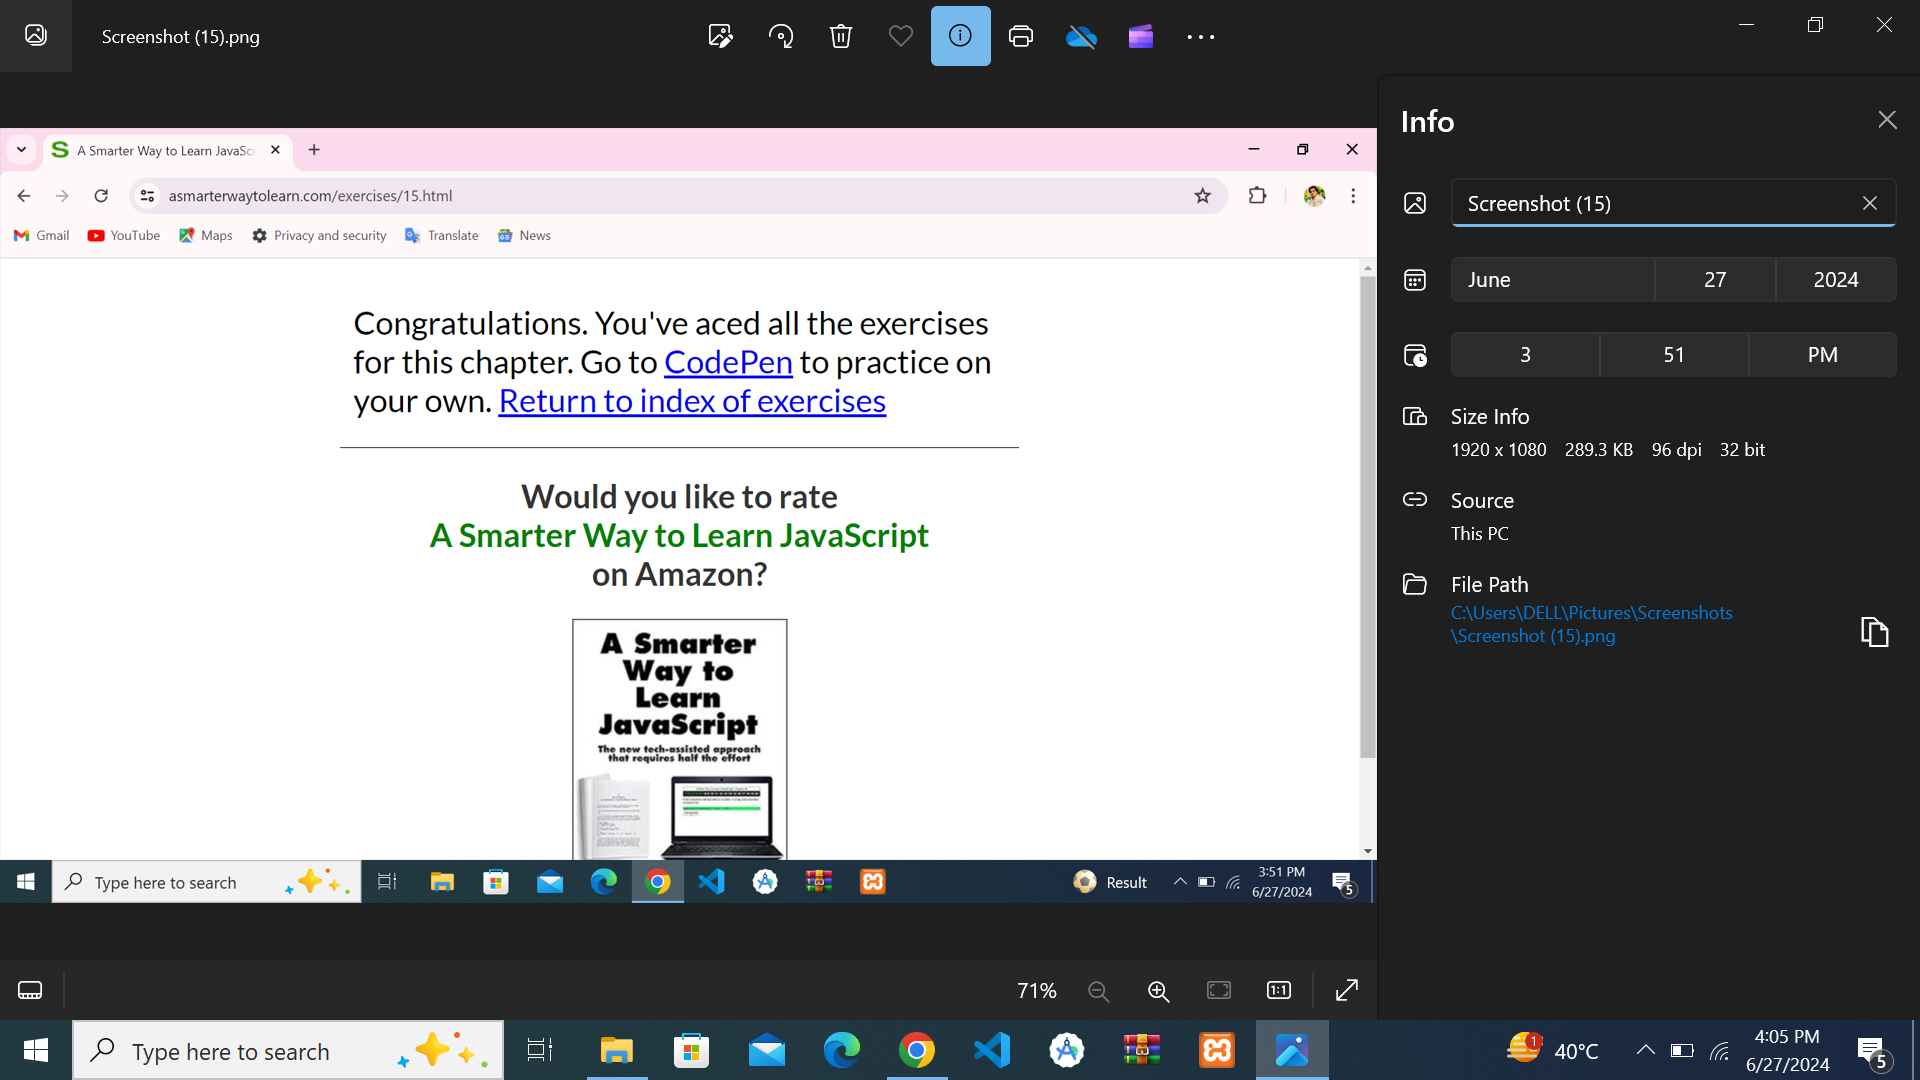 Screenshot (15).png
A Smarter Way to Learn JavaSc
asmarterwaytolearn.com/exercises/15.html
Gmail
YouTube
Maps
Privacy and security
Translate
News
Congratulations. You've aced all the exercises
for this chapter. Go to CodePen to practice on
your own. Return to index of exercises
Would you like to rate
A Smarter Way to Learn JavaScript
on Amazon?
A Smarter
Way to
Learn
JavaScript
The new tech-assisted approach
that requires half the effort
Type here to search
Result
3:51 PM
6/27/2024
5
71%
1:1
Info
Screenshot (15)
June 27 2024
3 51 PM
Size Info
1920 x 1080 289.3 KB 96 dpi 32 bit
Source
This PC
File Path
C:\Users\DELL\Pictures\Screenshots
\Screenshot (15).png
Type here to search
1
40°C
4:05 PM
6/27/2024
5